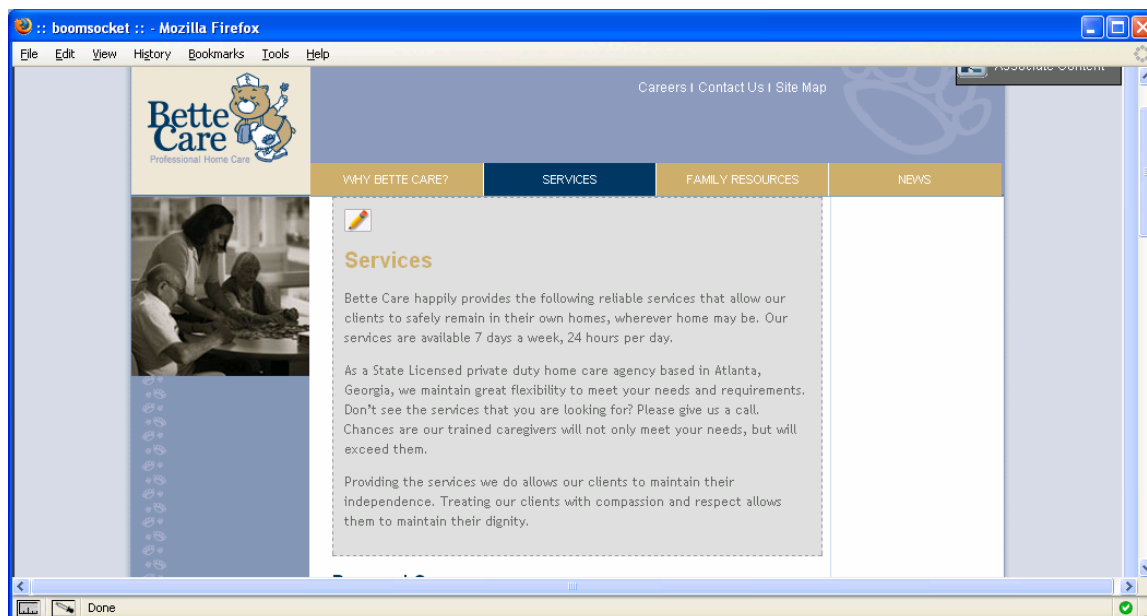 :: boomsocket :: - Mozilla Firefox
File Edit View History Bookmarks Tools Help
Associate Content
Careers | Contact Us | Site Map
Bette
Care
Professional Home Care
WHY BETTE CARE? SERVICES FAMILY RESOURCES NEWS
Services
Bette Care happily provides the following reliable services that allow our
clients to safely remain in their own homes, wherever home may be. Our
services are available 7 days a week, 24 hours per day.
As a State Licensed private duty home care agency based in Atlanta,
Georgia, we maintain great flexibility to meet your needs and requirements.
Don't see the services that you are looking for? Please give us a call.
Chances are our trained caregivers will not only meet your needs, but will
exceed them.
Providing the services we do allows our clients to maintain their
independence. Treating our clients with compassion and respect allows
them to maintain their dignity.
Done